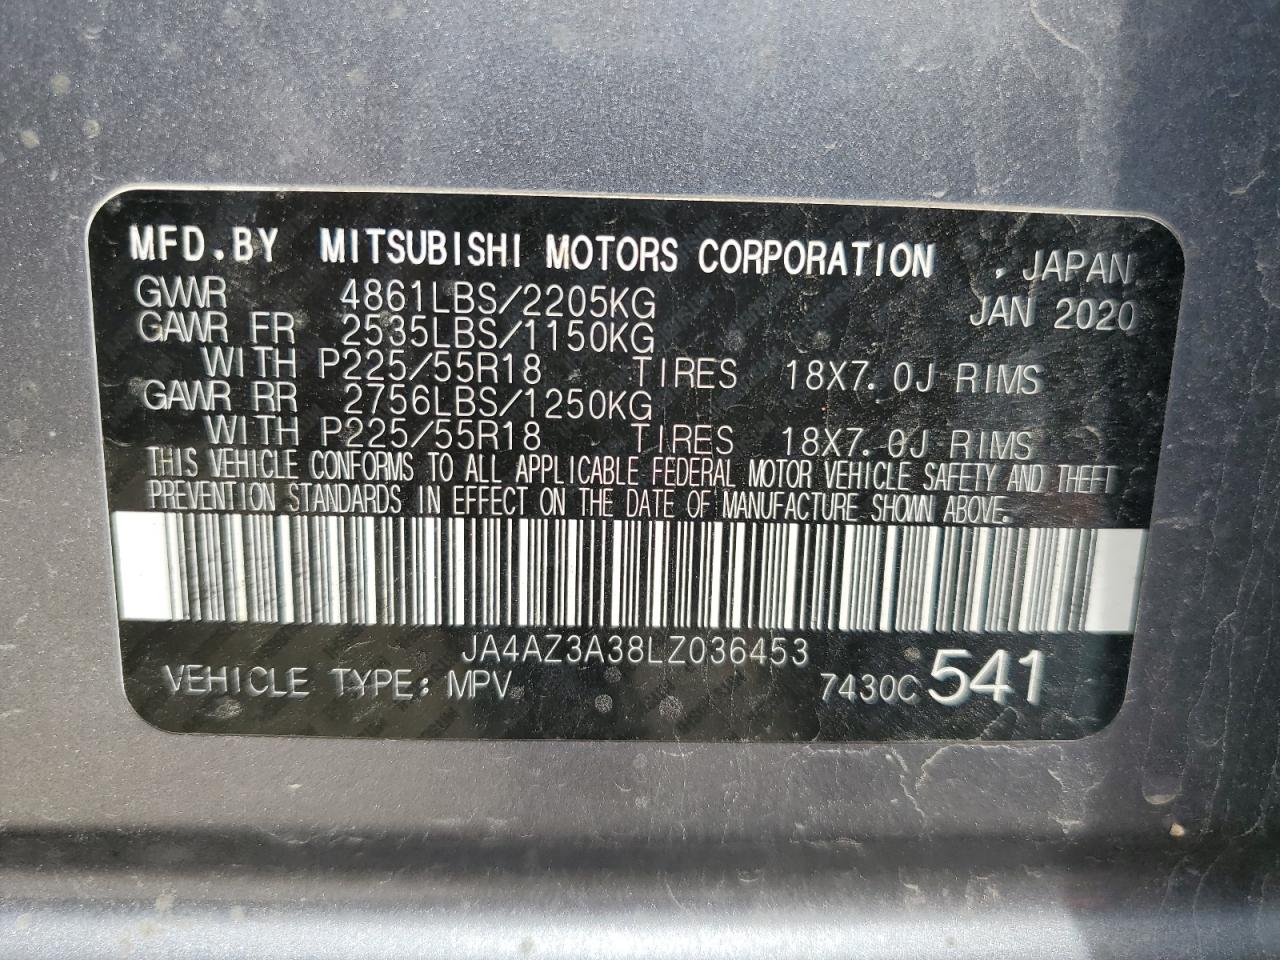 MFD.BY MITSUBISHI MOTORS CORPORATION . JAPAN
GVWR 4861LBS/2205KG JAN 2020
GAWR FR 2535LBS/1150KG
WITH P225/55R18 TIRES 18X7.0J RIMS
GAWR RR 2756LBS/1250KG
WITH P225/55R18 TIRES 18X7.0J RIMS
THIS VEHICLE CONFORMS TO ALL APPLICABLE FEDERAL MOTOR VEHICLE SAFETY AND THEFT
PREVENTION STANDARDS IN EFFECT ON THE DATE OF MANUFACTURE SHOWN ABOVE.
JA4AZ3A38LZ036453
VEHICLE TYPE: MPV 7430C 541